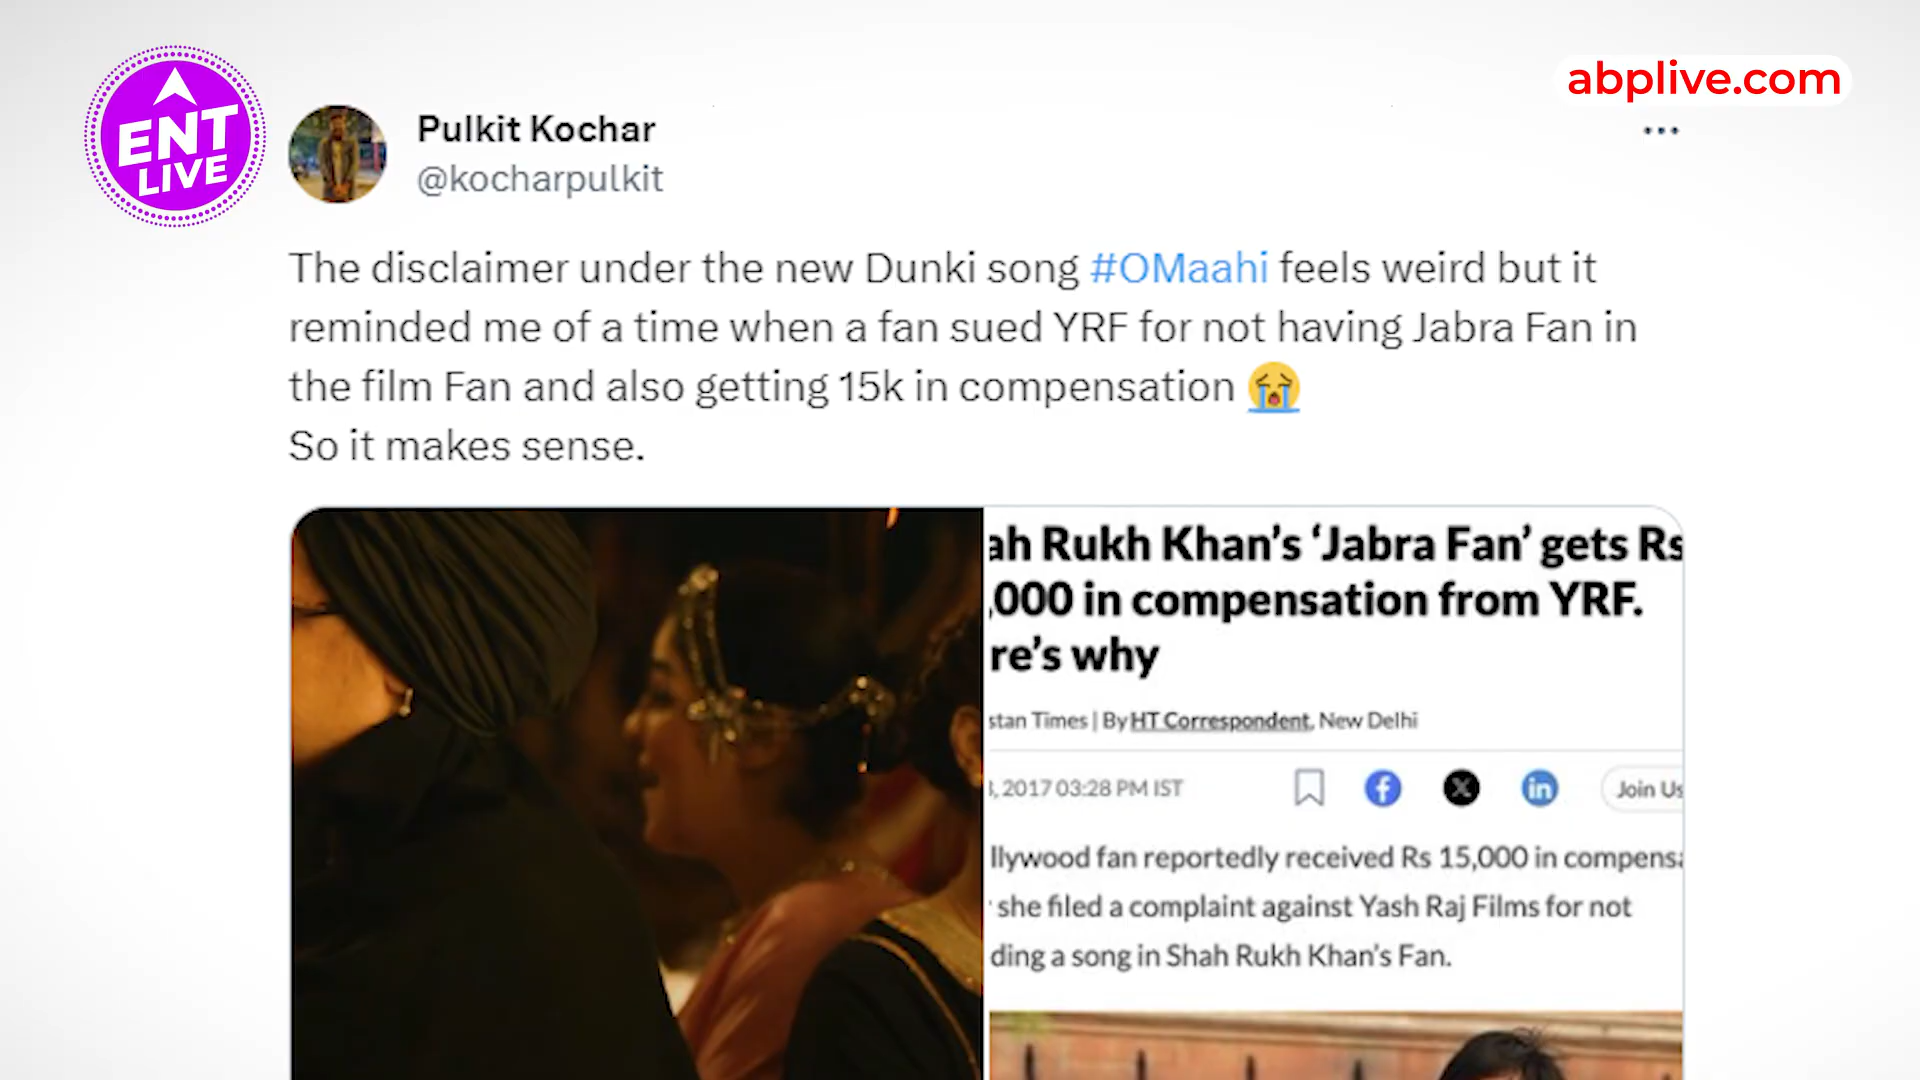 abplive.com
ENT
LIVE
Pulkit Kochar
@kocharpulkit
The disclaimer under the new Dunki song #OMaahi feels weird but it
reminded me of a time when a fan sued YRF for not having Jabra Fan in
the film Fan and also getting 15k in compensation 😭
So it makes sense.
ah Rukh Khan's 'Jabra Fan' gets Rs
,000 in compensation from YRF.
re's why
stan Times | By HT Correspondent, New Delhi
, 2017 03:28 PM IST
Join Us
llywood fan reportedly received Rs 15,000 in compensa
she filed a complaint against Yash Raj Films for not
ding a song in Shah Rukh Khan's Fan.